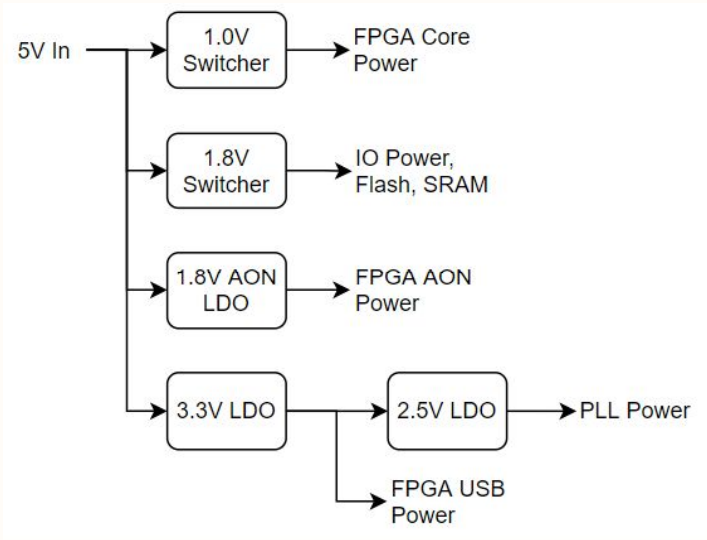 5V In
1.0V
Switcher
FPGA Core
Power
1.8V
Switcher
IO Power,
Flash, SRAM
1.8V AON
LDO
FPGA AON
Power
3.3V LDO
2.5V LDO
PLL Power
FPGA USB
Power